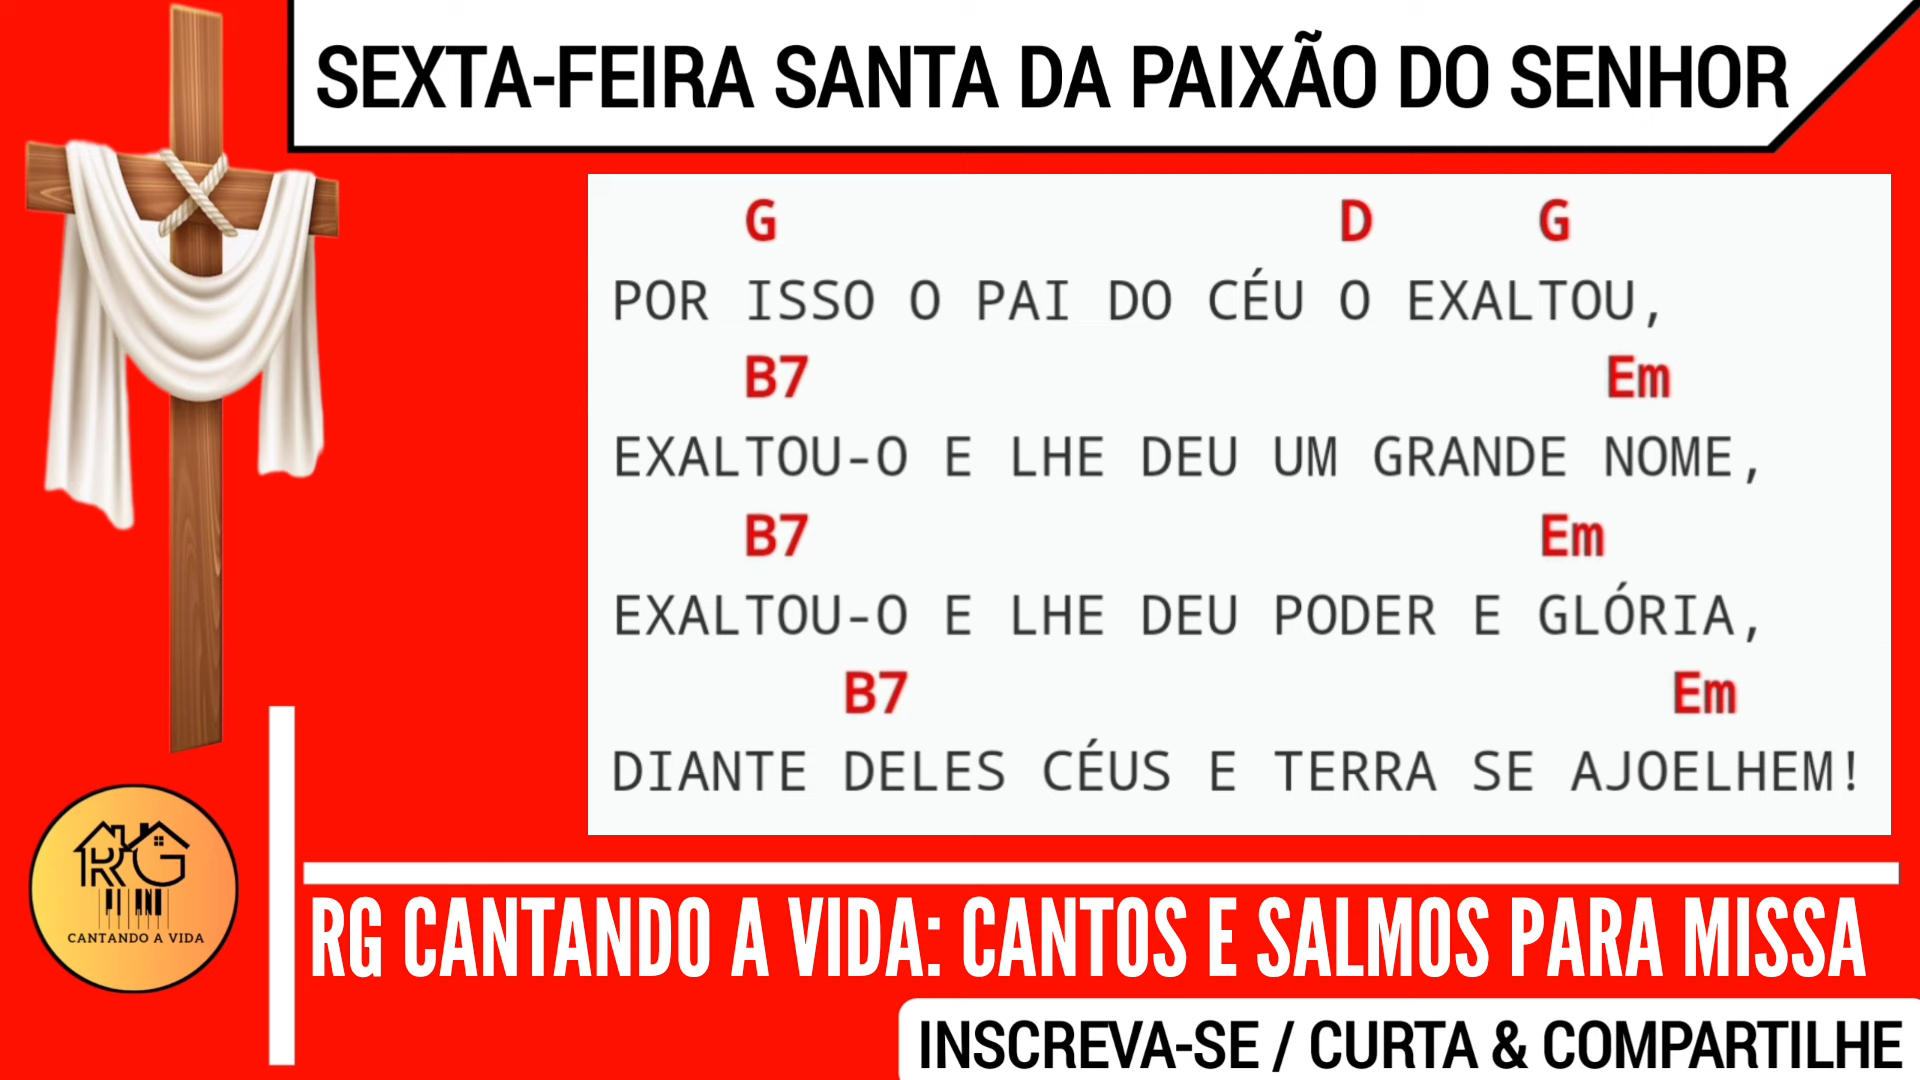 SEXTA-FEIRA SANTA DA PAIXÃO DO SENHOR
G D G
POR ISSO O PAI DO CÉU O EXALTOU,
B7 Em
EXALTOU-O E LHE DEU UM GRANDE NOME,
B7 Em
EXALTOU-O E LHE DEU PODER E GLÓRIA,
B7 Em
DIANTE DELES CÉUS E TERRA SE AJOELHEM!
RG
PIANO
CANTANDO A VIDA
RG CANTANDO A VIDA: CANTOS E SALMOS PARA MISSA
INSCREVA-SE / CURTA & COMPARTILHE